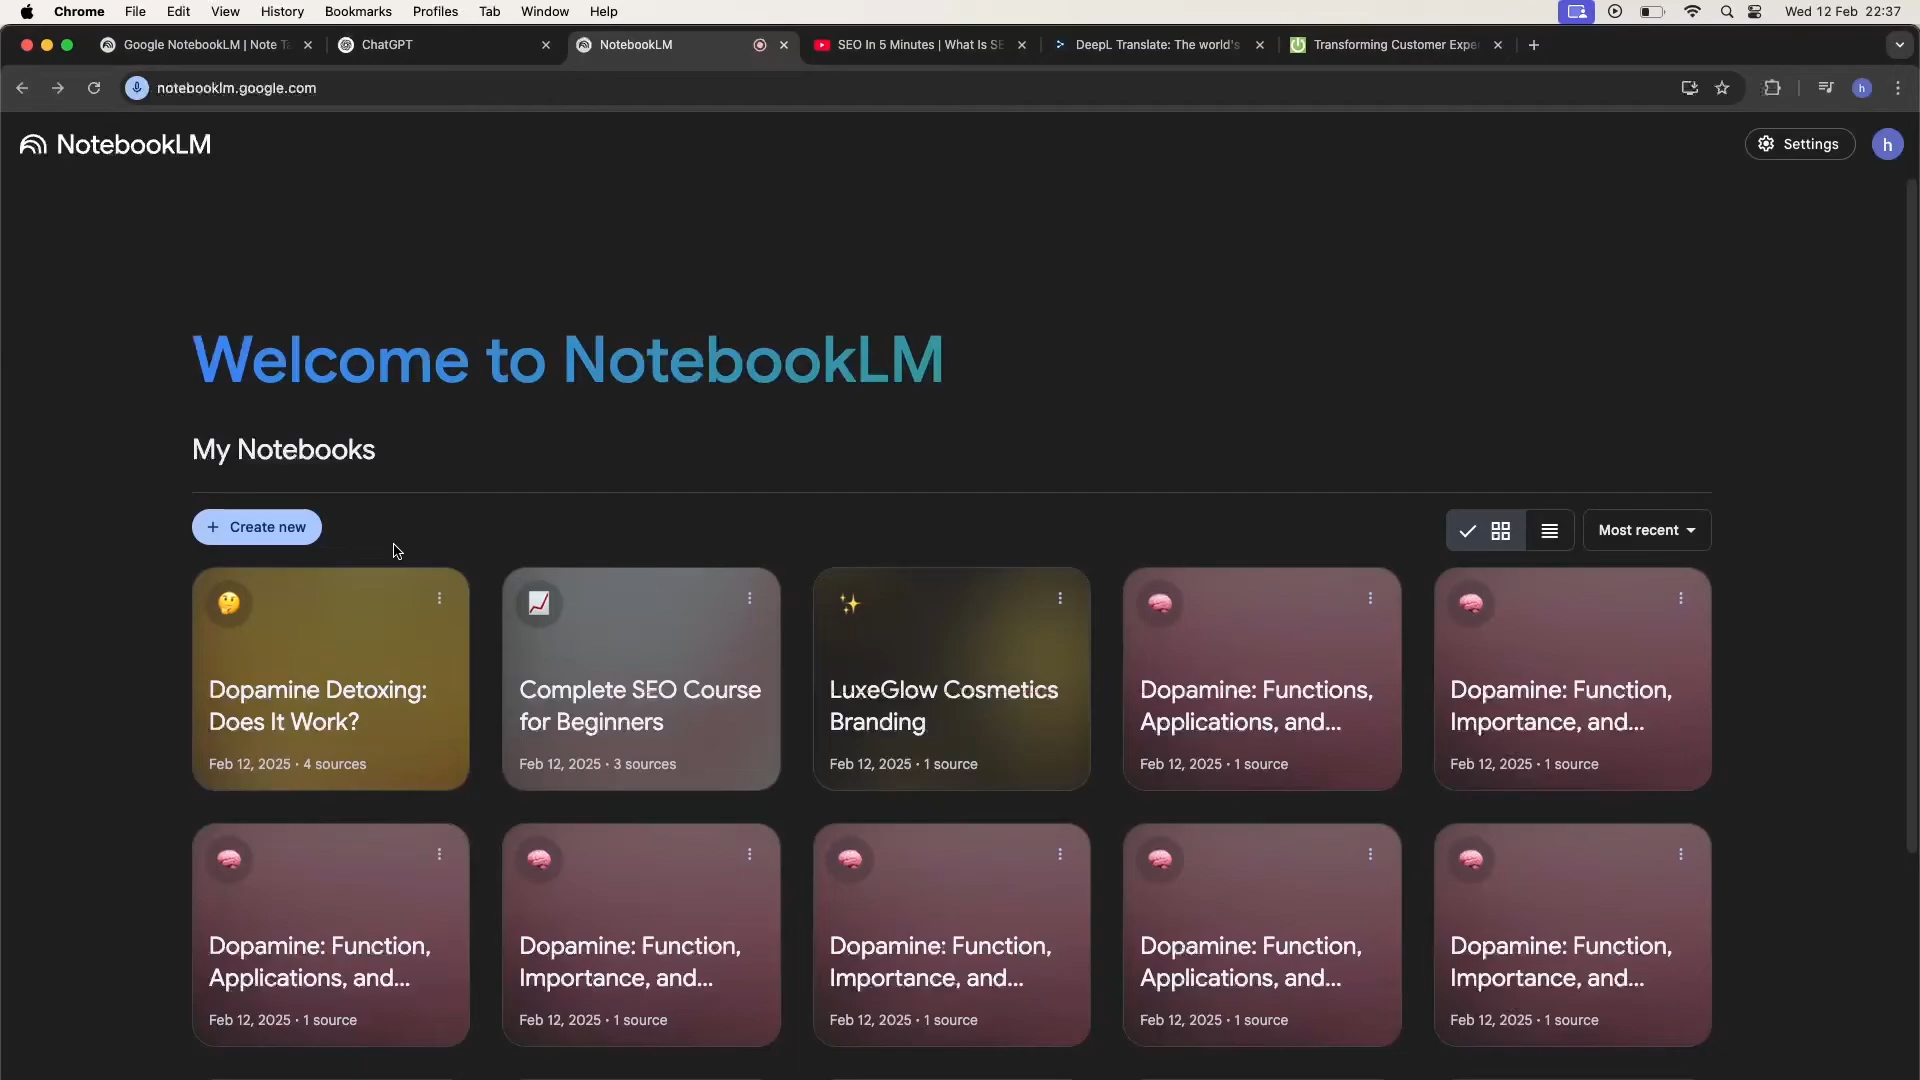 Chrome File Edit View History Bookmarks Profiles Tab Window Help Wed 12 Feb 22:37
Google NotebookLM | Note Ta ChatGPT NotebookLM SEO In 5 Minutes | What Is SE DeepL Translate: The world's Transforming Customer Expe
notebooklm.google.com h
NotebookLM Settings h
Welcome to NotebookLM
My Notebooks
+ Create new Most recent
Dopamine Detoxing:
Does It Work?
Feb 12, 2025 · 4 sources
Complete SEO Course
for Beginners
Feb 12, 2025 · 3 sources
LuxeGlow Cosmetics
Branding
Feb 12, 2025 · 1 source
Dopamine: Functions,
Applications, and...
Feb 12, 2025 · 1 source
Dopamine: Function,
Importance, and...
Feb 12, 2025 · 1 source
Dopamine: Function,
Applications, and...
Feb 12, 2025 · 1 source
Dopamine: Function,
Importance, and...
Feb 12, 2025 · 1 source
Dopamine: Function,
Importance, and...
Feb 12, 2025 · 1 source
Dopamine: Function,
Applications, and...
Feb 12, 2025 · 1 source
Dopamine: Function,
Importance, and...
Feb 12, 2025 · 1 source